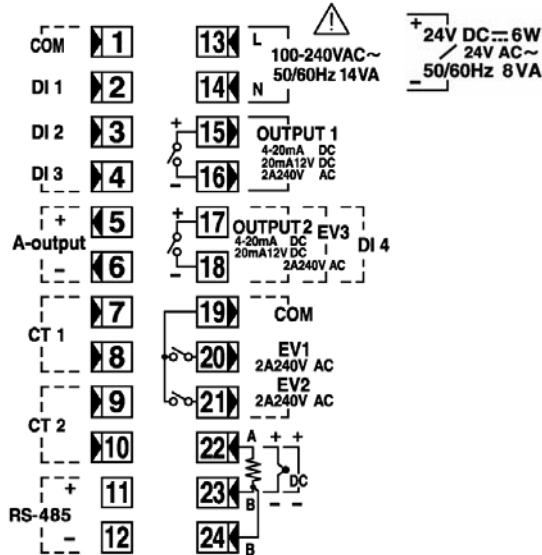 COM 1
DI 1 2
DI 2 3
DI 3 4
+ 5
A-output
- 6
7
CT 1
8
9
CT 2
10
+ 11
RS-485
- 12
13 L
100-240VAC~
50/60Hz 14VA
14 N
+ 15 OUTPUT 1
4-20mA DC
20mA12V DC
2A240V AC
- 16
+ 17 OUTPUT 2 EV3
4-20mA DC
20mA12V DC
DI 4
- 18 2A240V AC
19 COM
20 EV1
2A240V AC
EV2
21 2A240V AC
22 A + +
DC
23 B - -
24 B
!
+ 24V DC 6W
/ 24V AC~
- 50/60Hz 8VA